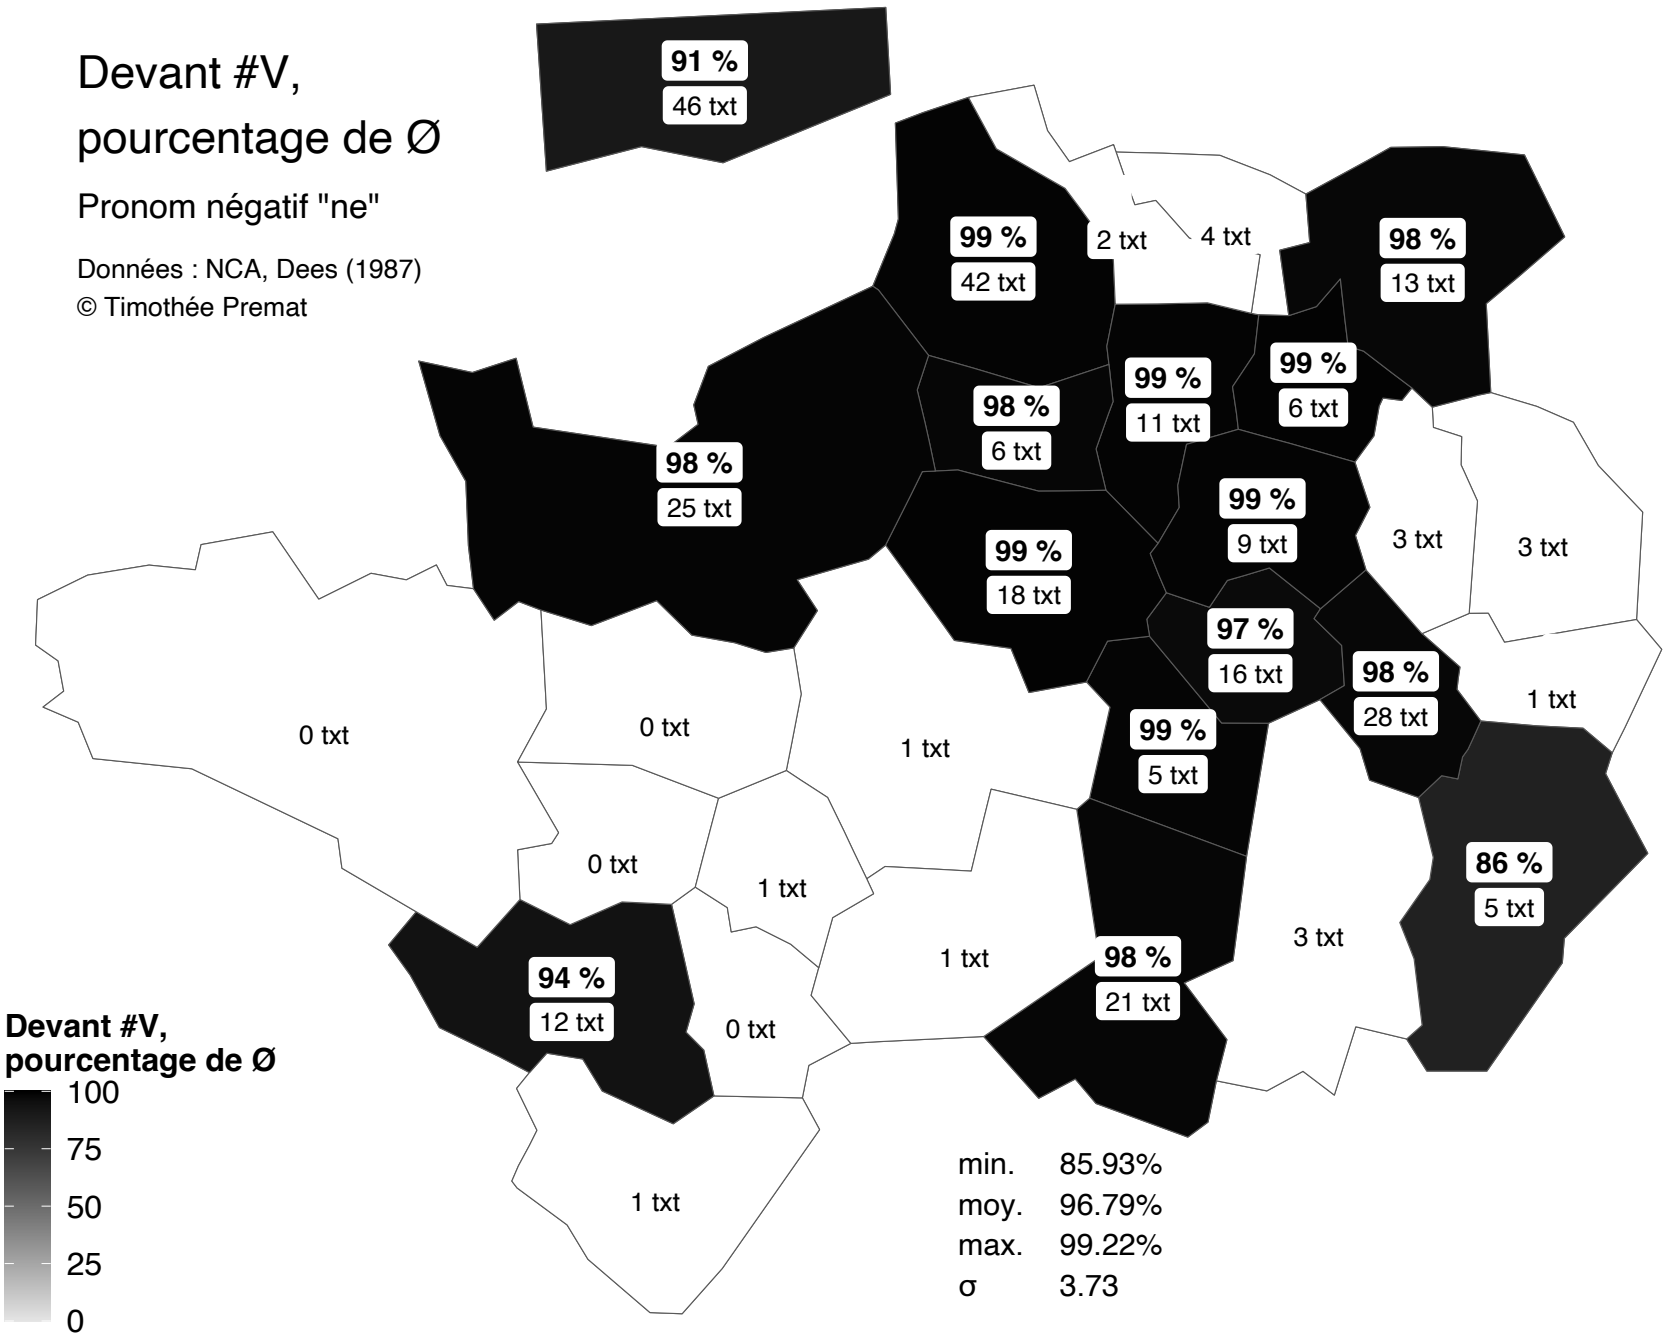 Devant #V,
pourcentage de Ø
Pronom négatif "ne"
Données : NCA, Dees (1987)
© Timothée Premat
91 %
46 txt
99 %
42 txt
2 txt
4 txt
98 %
13 txt
99 %
6 txt
99 %
11 txt
98 %
6 txt
98 %
25 txt
99 %
9 txt
3 txt
3 txt
99 %
18 txt
97 %
16 txt
98 %
28 txt
1 txt
0 txt
0 txt
1 txt
99 %
5 txt
0 txt
1 txt
86 %
5 txt
3 txt
1 txt
98 %
21 txt
94 %
12 txt
0 txt
1 txt
Devant #V,
pourcentage de Ø
100
75
50
25
0
min. 85.93%
moy. 96.79%
max. 99.22%
σ 3.73